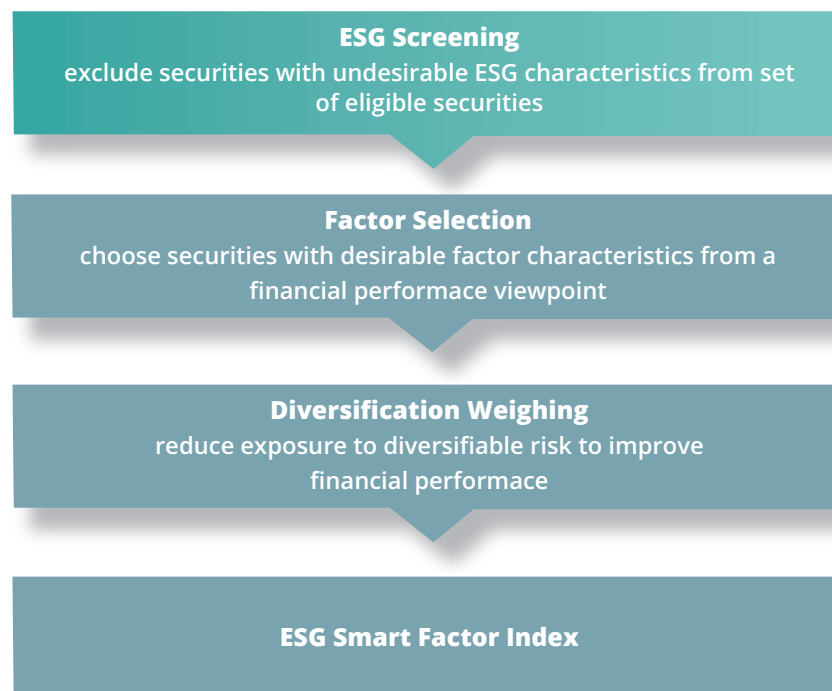 ESG Screening
exclude securities with undesirable ESG characteristics from set
of eligible securities
Factor Selection
choose securities with desirable factor characteristics from a
financial performace viewpoint
Diversification Weighing
reduce exposure to diversifiable risk to improve
financial performace
ESG Smart Factor Index